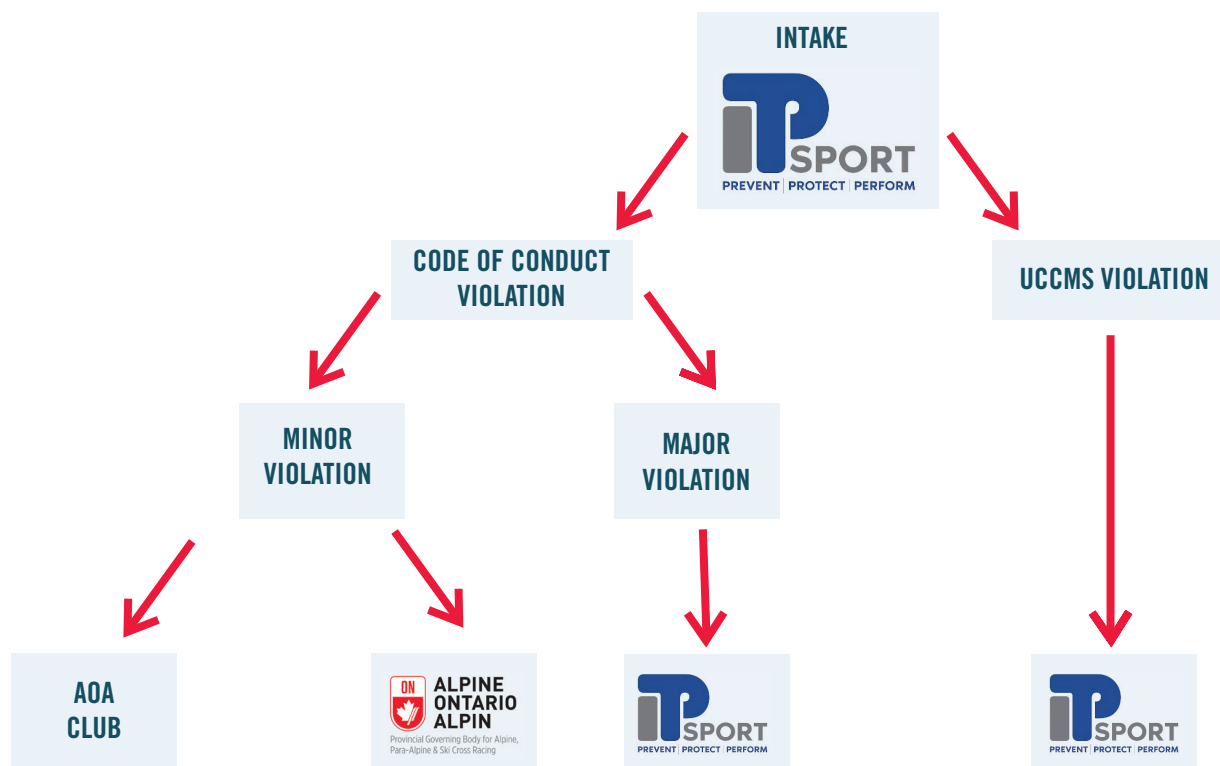 INTAKE
iTP SPORT
PREVENT | PROTECT | PERFORM
CODE OF CONDUCT
VIOLATION
UCCMS VIOLATION
MINOR
VIOLATION
MAJOR
VIOLATION
AOA
CLUB
ON
ALPINE
ONTARIO
ALPIN
Provincial Governing Body for Alpine,
Para-Alpine & Ski Cross Racing
iTP SPORT
PREVENT | PROTECT | PERFORM
iTP SPORT
PREVENT | PROTECT | PERFORM